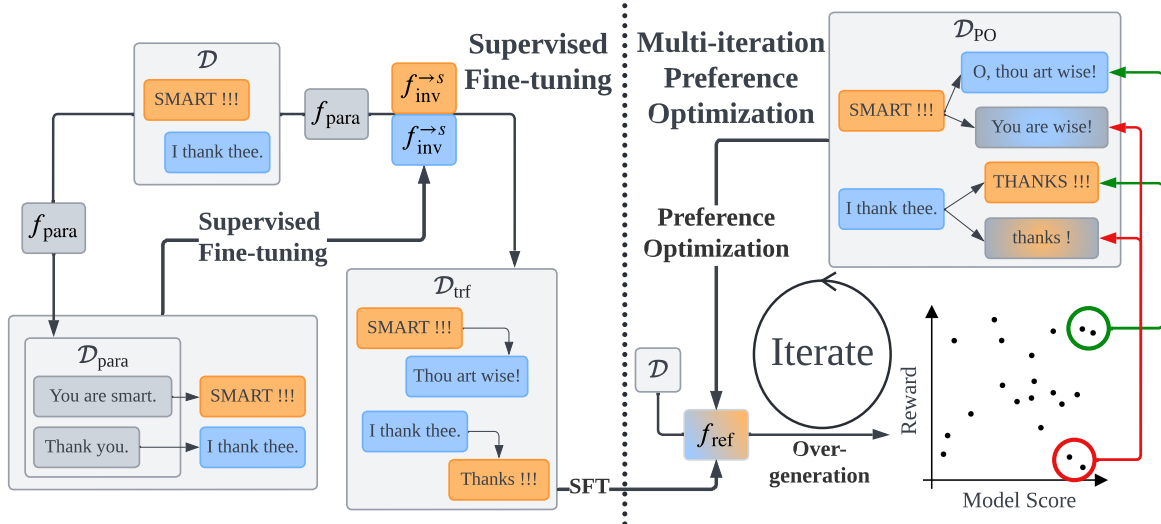 Supervised
Fine-tuning
𝒟
SMART !!!
I thank thee.
f_para
f_inv^{→s}
f_inv^{→s}
f_para
Supervised
Fine-tuning
𝒟_para
You are smart.
SMART !!!
Thank you.
I thank thee.
𝒟_trf
SMART !!!
Thou art wise!
I thank thee.
Thanks !!!
SFT
Multi-iteration
Preference
Optimization
𝒟_PO
O, thou art wise!
SMART !!!
You are wise!
THANKS !!!
I thank thee.
thanks !
Preference
Optimization
Iterate
𝒟
f_ref
Over-
generation
Reward
Model Score